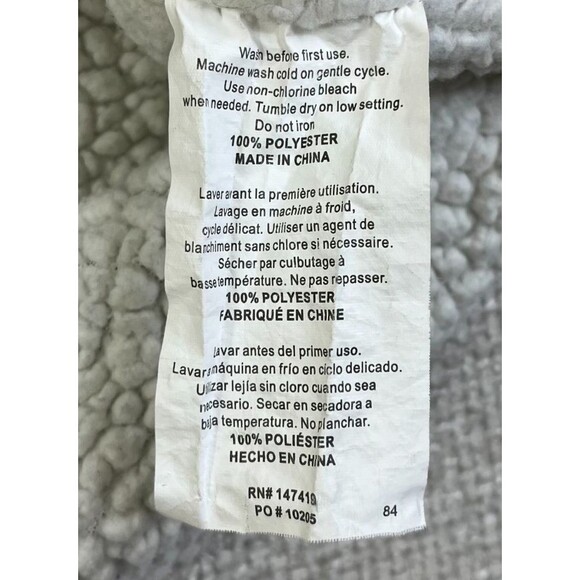 Wash before first use.
Machine wash cold on gentle cycle.
Use non-chlorine bleach
when needed. Tumble dry on low setting.
Do not iron
100% POLYESTER
MADE IN CHINA
Laver avant la première utilisation.
Lavage en machine à froid,
cycle délicat. Utiliser un agent de
blanchiment sans chlore si nécessaire.
Sécher par culbutage à
basse température. Ne pas repasser.
100% POLYESTER
FABRIQUÉ EN CHINE
Lavar antes del primer uso.
Lavar a máquina en frío en ciclo delicado.
Utilizar lejía sin cloro cuando sea
necesario. Secar en secadora a
baja temperatura. No planchar.
100% POLIÉSTER
HECHO EN CHINA
RN#
PO # 10205
84